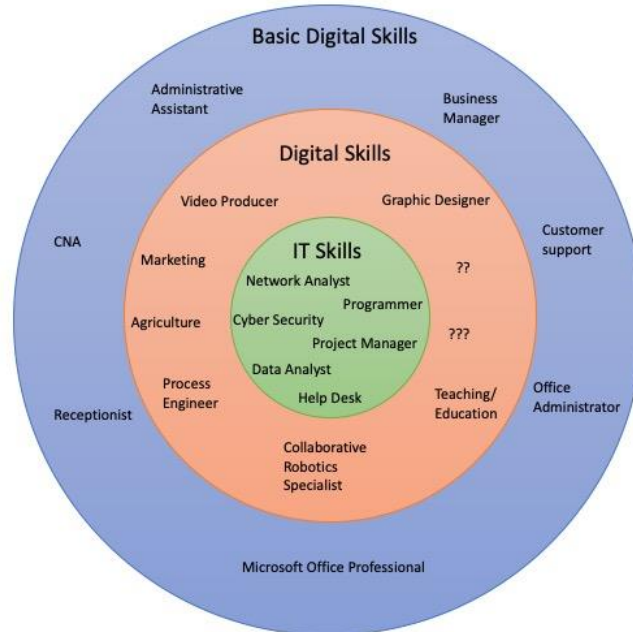 Basic Digital Skills
Administrative
Assistant
Business
Manager
Digital Skills
Video Producer
Graphic Designer
CNA
Customer
support
IT Skills
Marketing
??
Network Analyst
Programmer
Agriculture
Cyber Security
???
Project Manager
Data Analyst
Process
Engineer
Help Desk
Teaching/
Education
Office
Administrator
Receptionist
Collaborative
Robotics
Specialist
Microsoft Office Professional